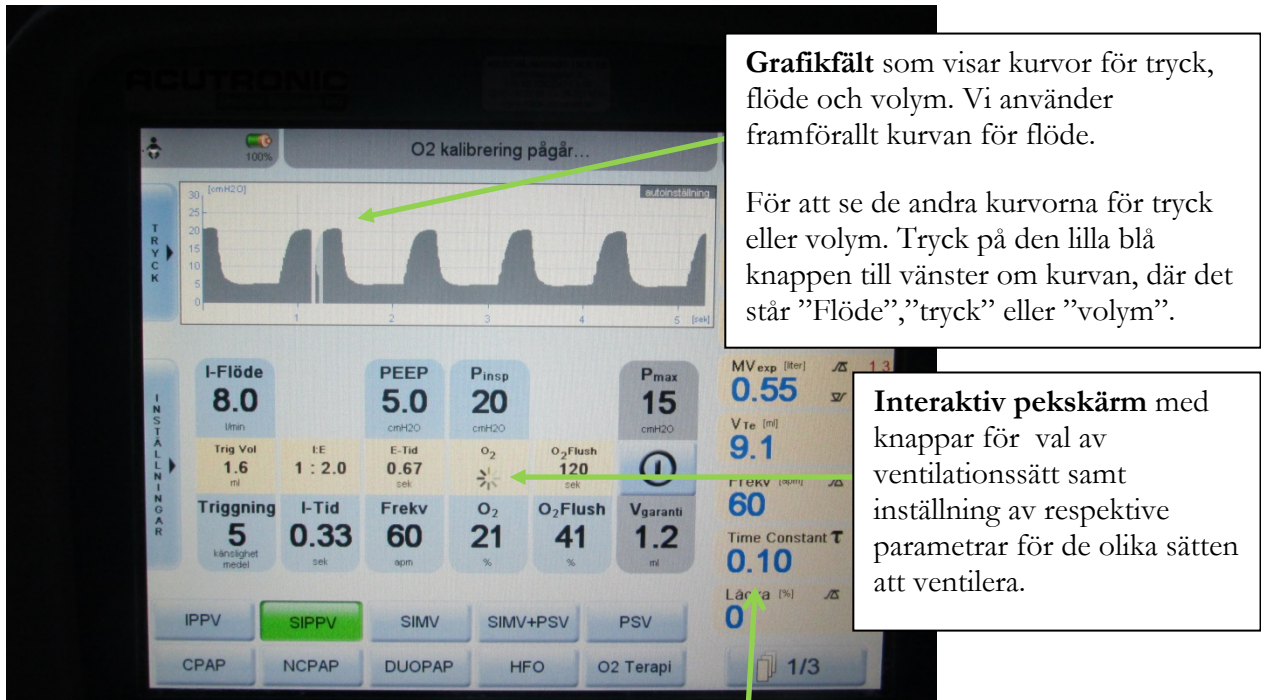 ACUTRONIC
100%
O2 kalibrering pågår...
Grafikfält som visar kurvor för tryck,
flöde och volym. Vi använder
framförallt kurvan för flöde.
För att se de andra kurvorna för tryck
eller volym. Tryck på den lilla blå
knappen till vänster om kurvan, där det
står ”Flöde”,”tryck” eller ”volym”.
TRYCK
[cmH2O]
autoinställning
30
25
20
15
10
5
0
1 2 3 4 5 [sek]
INSTÄLLNINGAR
I-Flöde PEEP Pinsp Pmax
8.0 5.0 20 15
l/min cmH2O cmH2O cmH2O
Trig Vol I:E E-Tid O2 O2Flush
1.6 1 : 2.0 0.67 120
ml sek sek
Triggning I-Tid Frekv O2 O2Flush Vgaranti
5 0.33 60 21 41 1.2
känslighet
medel sek apm % % ml
MVexp [liter] 1.3
0.55
VTe [ml]
9.1
Frekv [apm]
60
Time Constant τ
0.10
Läcka [%]
0
Interaktiv pekskärm med
knappar för val av
ventilationssätt samt
inställning av respektive
parametrar för de olika sätten
att ventilera.
IPPV SIPPV SIMV SIMV+PSV PSV
CPAP NCPAP DUOPAP HFO O2 Terapi 1/3